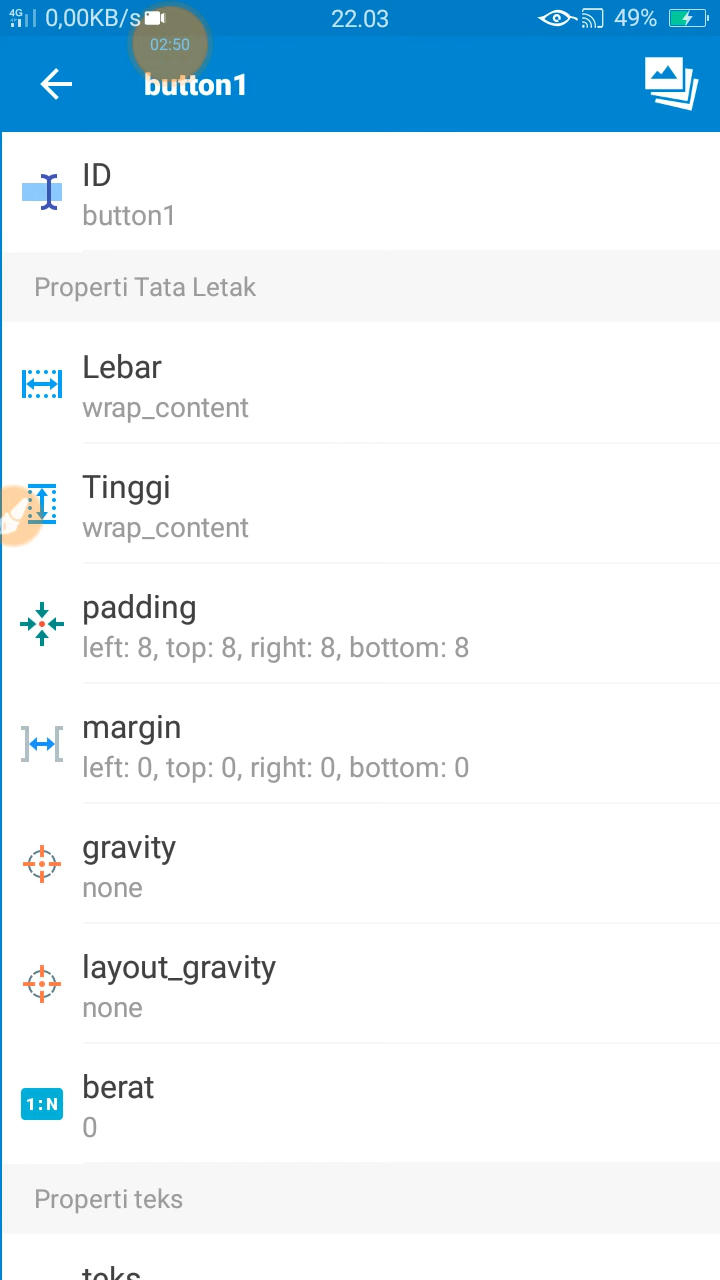 4G 0,00KB/s 22.03 49%
02:50
button1
ID
button1
Properti Tata Letak
Lebar
wrap_content
Tinggi
wrap_content
padding
left: 8, top: 8, right: 8, bottom: 8
margin
left: 0, top: 0, right: 0, bottom: 0
gravity
none
layout_gravity
none
1:N
berat
0
Properti teks
teks